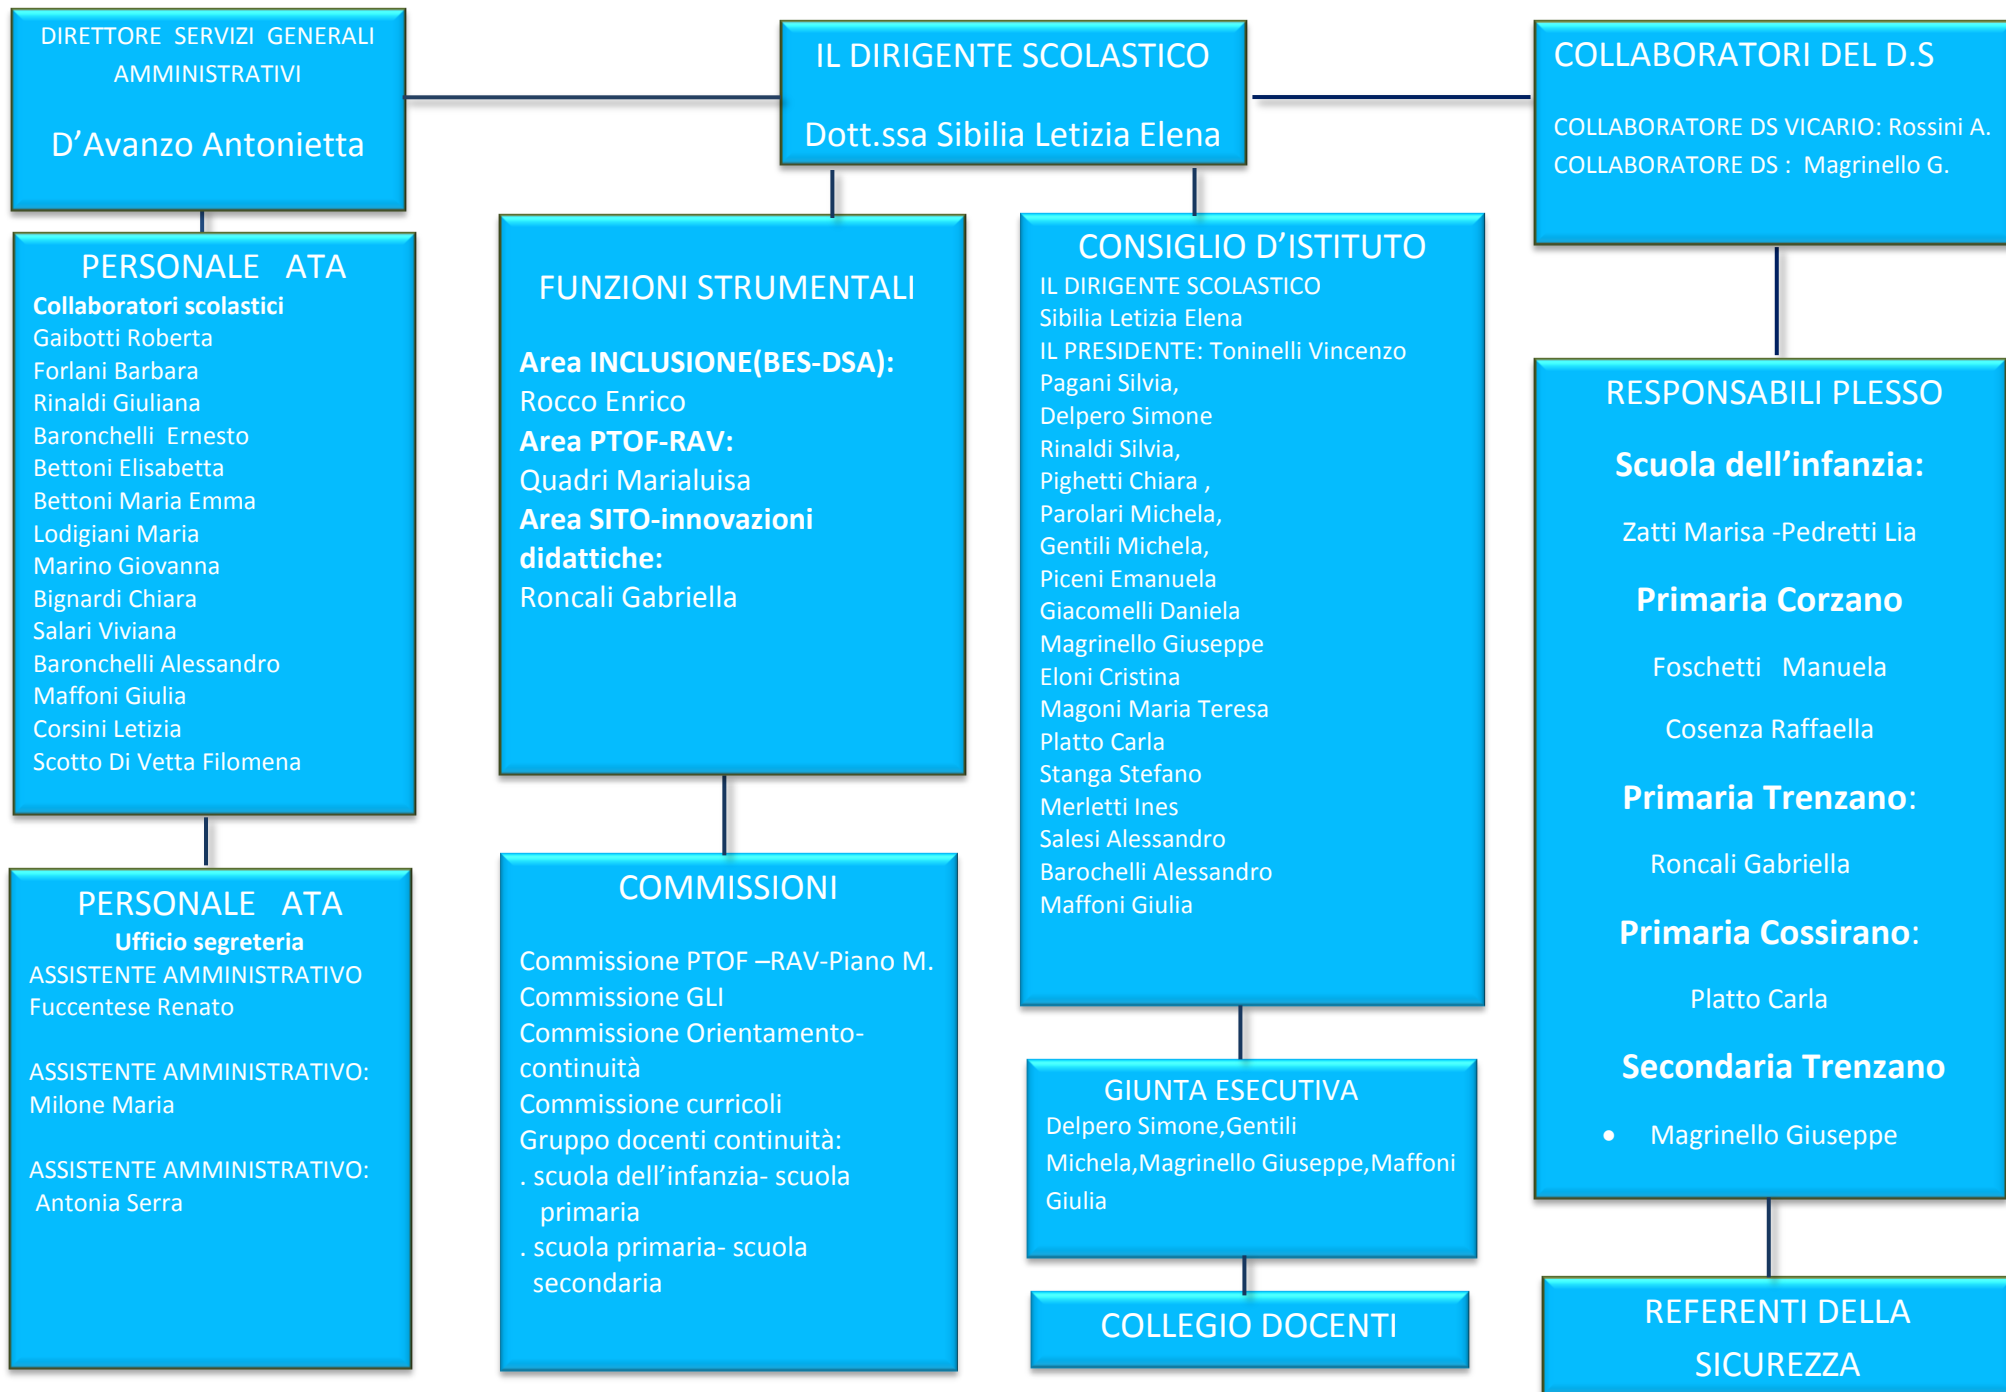 DIRETTORE SERVIZI GENERALI
AMMINISTRATIVI
D’Avanzo Antonietta
IL DIRIGENTE SCOLASTICO
Dott.ssa Sibilia Letizia Elena
COLLABORATORI DEL D.S
COLLABORATORE DS VICARIO: Rossini A.
COLLABORATORE DS : Magrinello G.
PERSONALE ATA
Collaboratori scolastici
Gaibotti Roberta
Forlani Barbara
Rinaldi Giuliana
Baronchelli Ernesto
Bettoni Elisabetta
Bettoni Maria Emma
Lodigiani Maria
Marino Giovanna
Bignardi Chiara
Salari Viviana
Baronchelli Alessandro
Maffoni Giulia
Corsini Letizia
Scotto Di Vetta Filomena
PERSONALE ATA
Ufficio segreteria
ASSISTENTE AMMINISTRATIVO
Fuccentese Renato
ASSISTENTE AMMINISTRATIVO:
Milone Maria
ASSISTENTE AMMINISTRATIVO:
Antonia Serra
FUNZIONI STRUMENTALI
Area INCLUSIONE(BES-DSA):
Rocco Enrico
Area PTOF-RAV:
Quadri Marialuisa
Area SITO-innovazioni
didattiche:
Roncali Gabriella
COMMISSIONI
Commissione PTOF –RAV-Piano M.
Commissione GLI
Commissione Orientamento-
continuità
Commissione curricoli
Gruppo docenti continuità:
. scuola dell’infanzia- scuola
primaria
. scuola primaria- scuola
secondaria
CONSIGLIO D’ISTITUTO
IL DIRIGENTE SCOLASTICO
Sibilia Letizia Elena
IL PRESIDENTE: Toninelli Vincenzo
Pagani Silvia,
Delpero Simone
Rinaldi Silvia,
Pighetti Chiara ,
Parolari Michela,
Gentili Michela,
Piceni Emanuela
Giacomelli Daniela
Magrinello Giuseppe
Eloni Cristina
Magoni Maria Teresa
Platto Carla
Stanga Stefano
Merletti Ines
Salesi Alessandro
Barochelli Alessandro
Maffoni Giulia
GIUNTA ESECUTIVA
Delpero Simone,Gentili
Michela,Magrinello Giuseppe,Maffoni
Giulia
COLLEGIO DOCENTI
RESPONSABILI PLESSO
Scuola dell’infanzia:
Zatti Marisa -Pedretti Lia
Primaria Corzano
Foschetti Manuela
Cosenza Raffaella
Primaria Trenzano:
Roncali Gabriella
Primaria Cossirano:
Platto Carla
Secondaria Trenzano
• Magrinello Giuseppe
REFERENTI DELLA
SICUREZZA